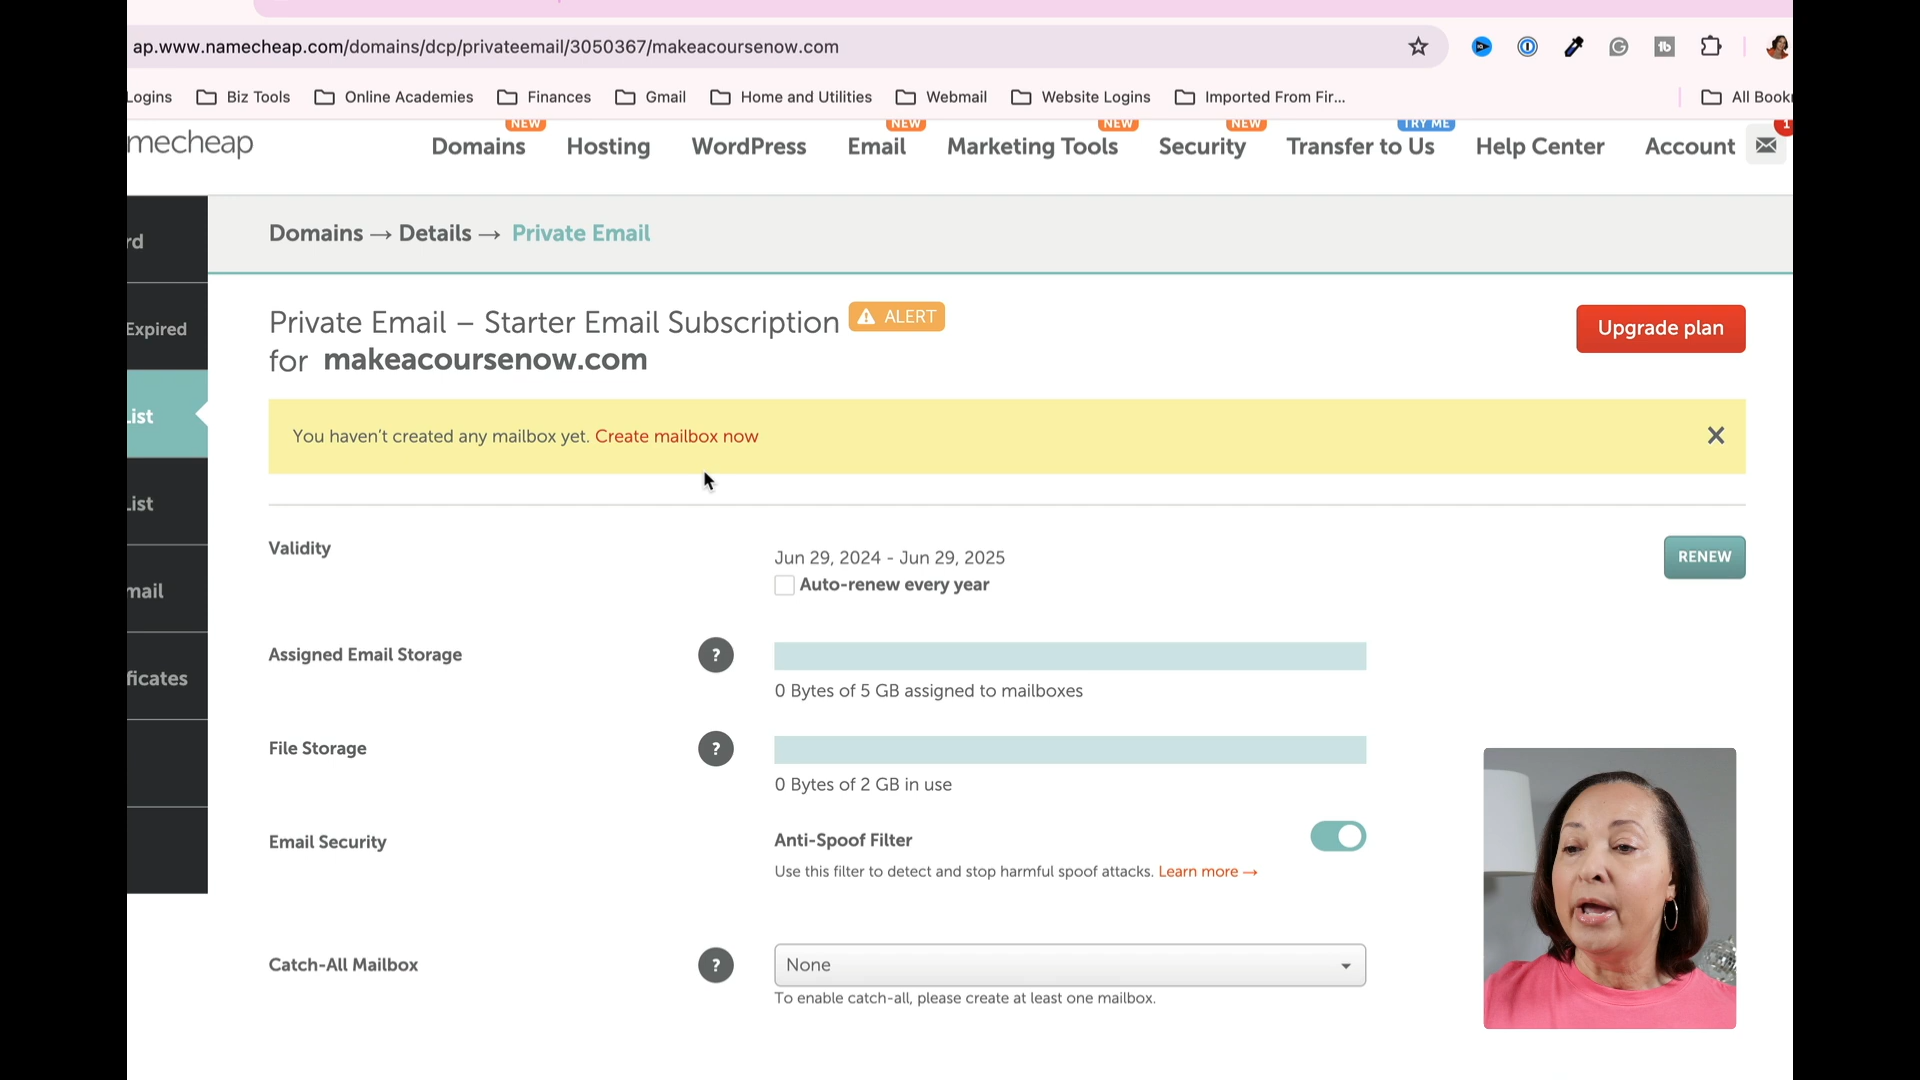 ap.www.namecheap.com/domains/dcp/privateemail/3050367/makeacoursenow.com
Logins Biz Tools Online Academies Finances Gmail Home and Utilities Webmail Website Logins Imported From Fir... All Book
NEW NEW NEW NEW TRY ME 1
mecheap Domains Hosting WordPress Email Marketing Tools Security Transfer to Us Help Center Account
rd
Expired
List
List
mail
ficates
Domains → Details → Private Email
Private Email – Starter Email Subscription ALERT
for makeacoursenow.com
Upgrade plan
You haven't created any mailbox yet. Create mailbox now
Validity
Jun 29, 2024 - Jun 29, 2025
Auto-renew every year
RENEW
Assigned Email Storage ?
0 Bytes of 5 GB assigned to mailboxes
File Storage ?
0 Bytes of 2 GB in use
Email Security
Anti-Spoof Filter
Use this filter to detect and stop harmful spoof attacks. Learn more →
Catch-All Mailbox ? None
To enable catch-all, please create at least one mailbox.